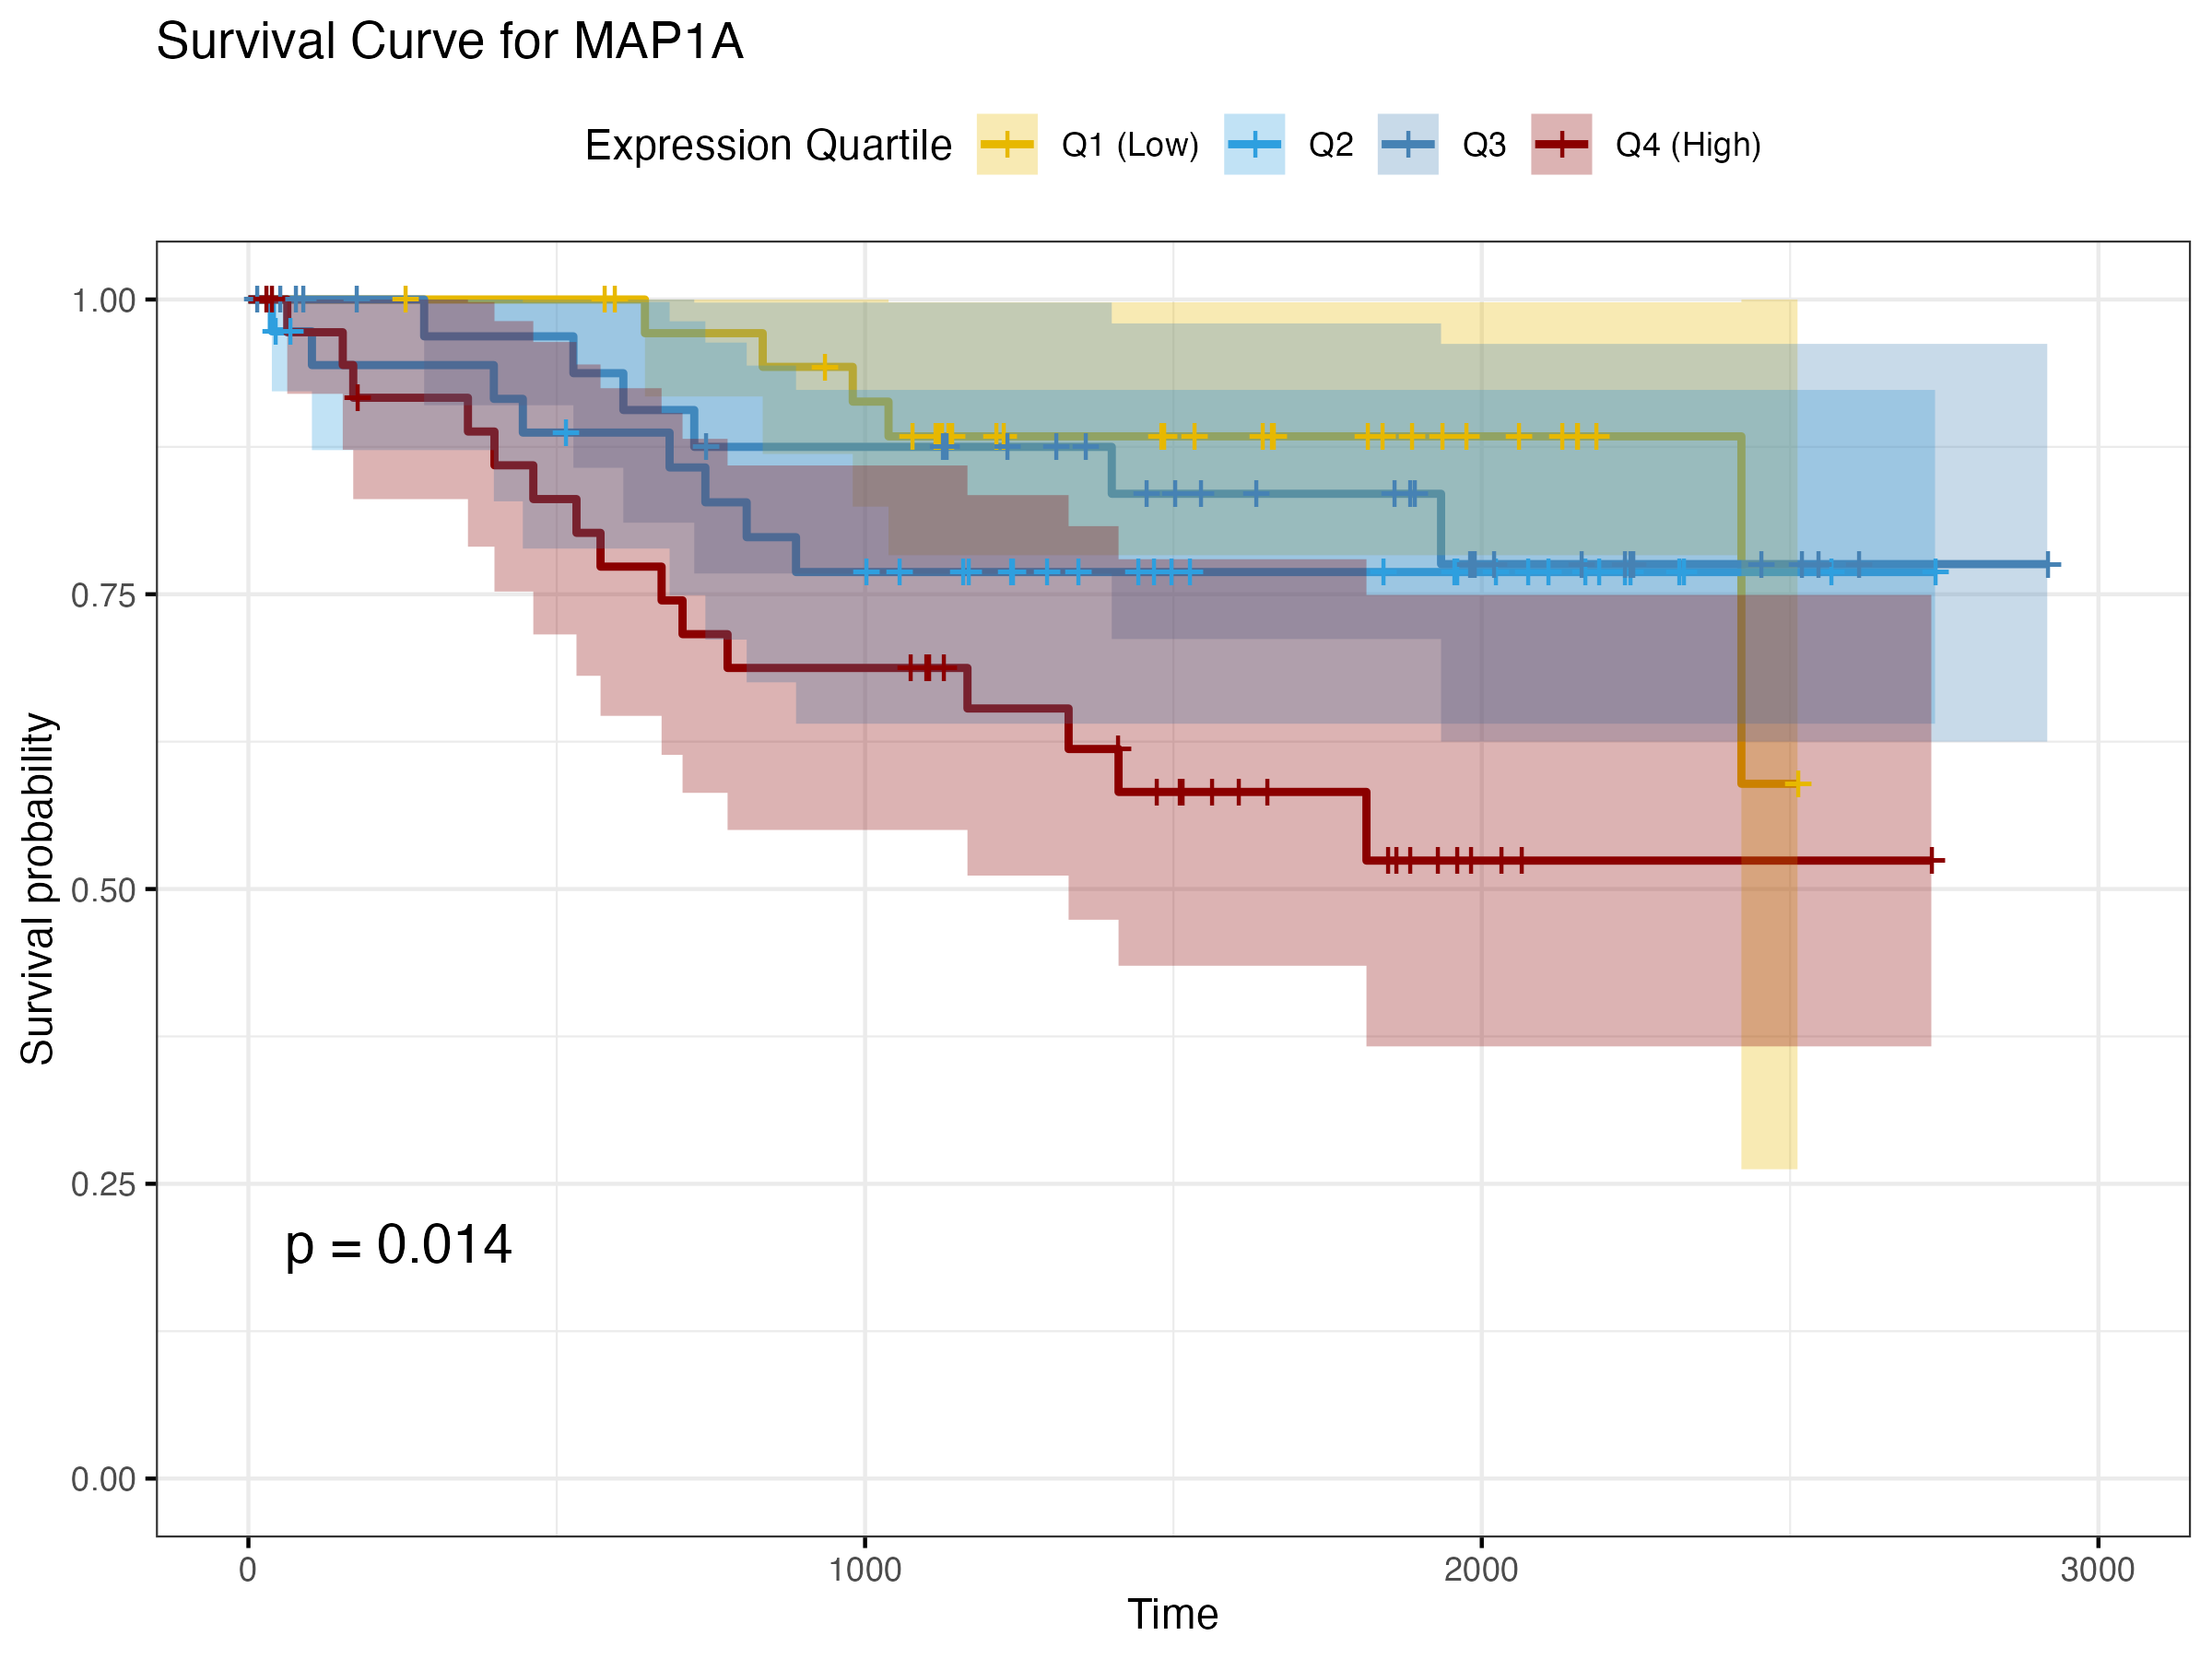 Survival Curve for MAP1A
Expression Quartile Q1 (Low) Q2 Q3 Q4 (High)
1.00
0.75
0.50
0.25
0.00
Survival probability
p = 0.014
0 1000 2000 3000
Time